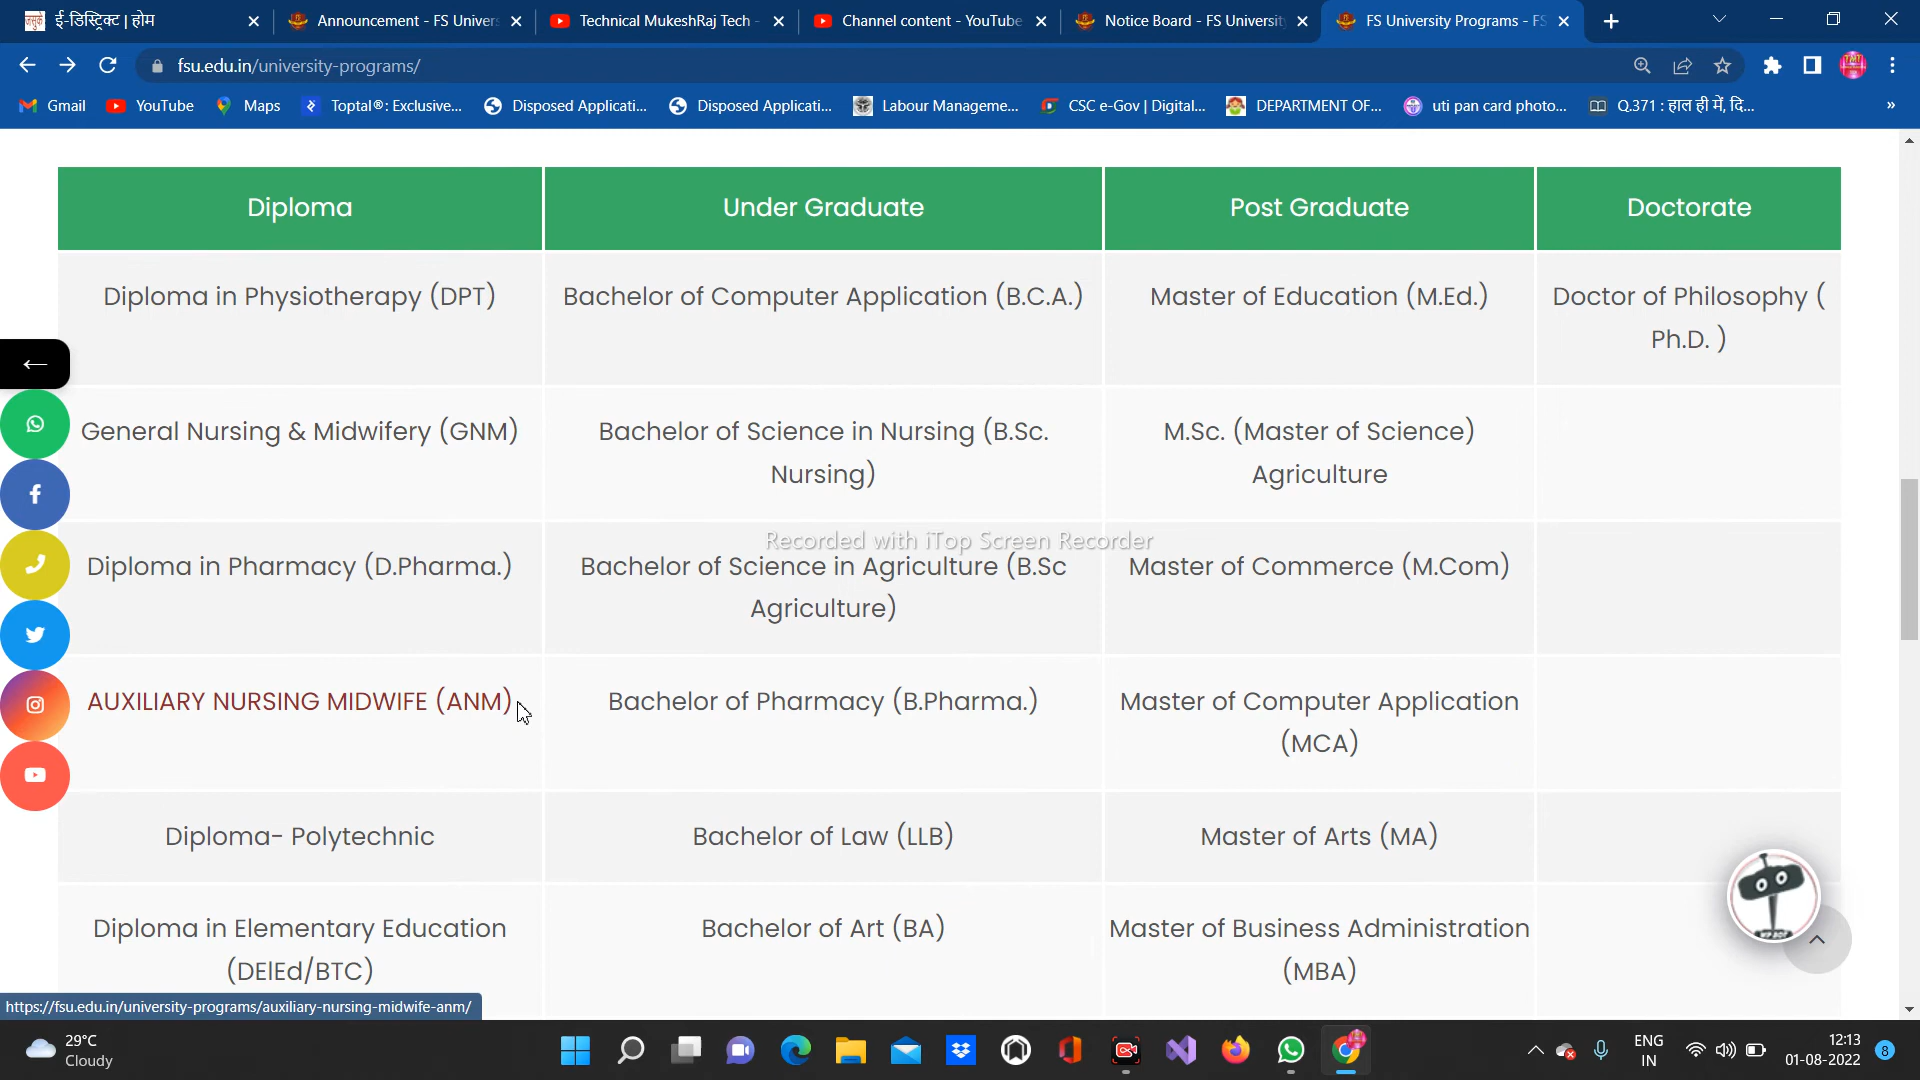 ई-डिस्ट्रिक्ट | होम
Announcement - FS Univers
Technical MukeshRaj Tech -
Channel content - YouTube
Notice Board - FS University
FS University Programs - FS
fsu.edu.in/university-programs/
Gmail
YouTube
Maps
Toptal®: Exclusive...
Disposed Applicati...
Disposed Applicati...
Labour Manageme...
CSC e-Gov | Digital...
DEPARTMENT OF...
uti pan card photo...
Q.371 : हाल ही में, दि...
»
Diploma
Under Graduate
Post Graduate
Doctorate
Diploma in Physiotherapy (DPT)
Bachelor of Computer Application (B.C.A.)
Master of Education (M.Ed.)
Doctor of Philosophy (
Ph.D. )
General Nursing & Midwifery (GNM)
Bachelor of Science in Nursing (B.Sc.
Nursing)
M.Sc. (Master of Science)
Agriculture
Recorded with iTop Screen Recorder
Diploma in Pharmacy (D.Pharma.)
Bachelor of Science in Agriculture (B.Sc
Agriculture)
Master of Commerce (M.Com)
AUXILIARY NURSING MIDWIFE (ANM)
Bachelor of Pharmacy (B.Pharma.)
Master of Computer Application
(MCA)
Diploma- Polytechnic
Bachelor of Law (LLB)
Master of Arts (MA)
Diploma in Elementary Education
(DElEd/BTC)
Bachelor of Art (BA)
Master of Business Administration
(MBA)
https://fsu.edu.in/university-programs/auxiliary-nursing-midwife-anm/
29°C
Cloudy
ENG
IN
12:13
01-08-2022
8